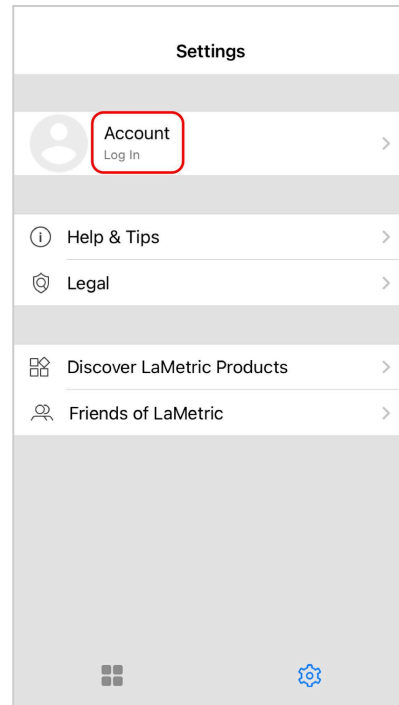 Settings
Account
Log In
Help & Tips
Legal
Discover LaMetric Products
Friends of LaMetric